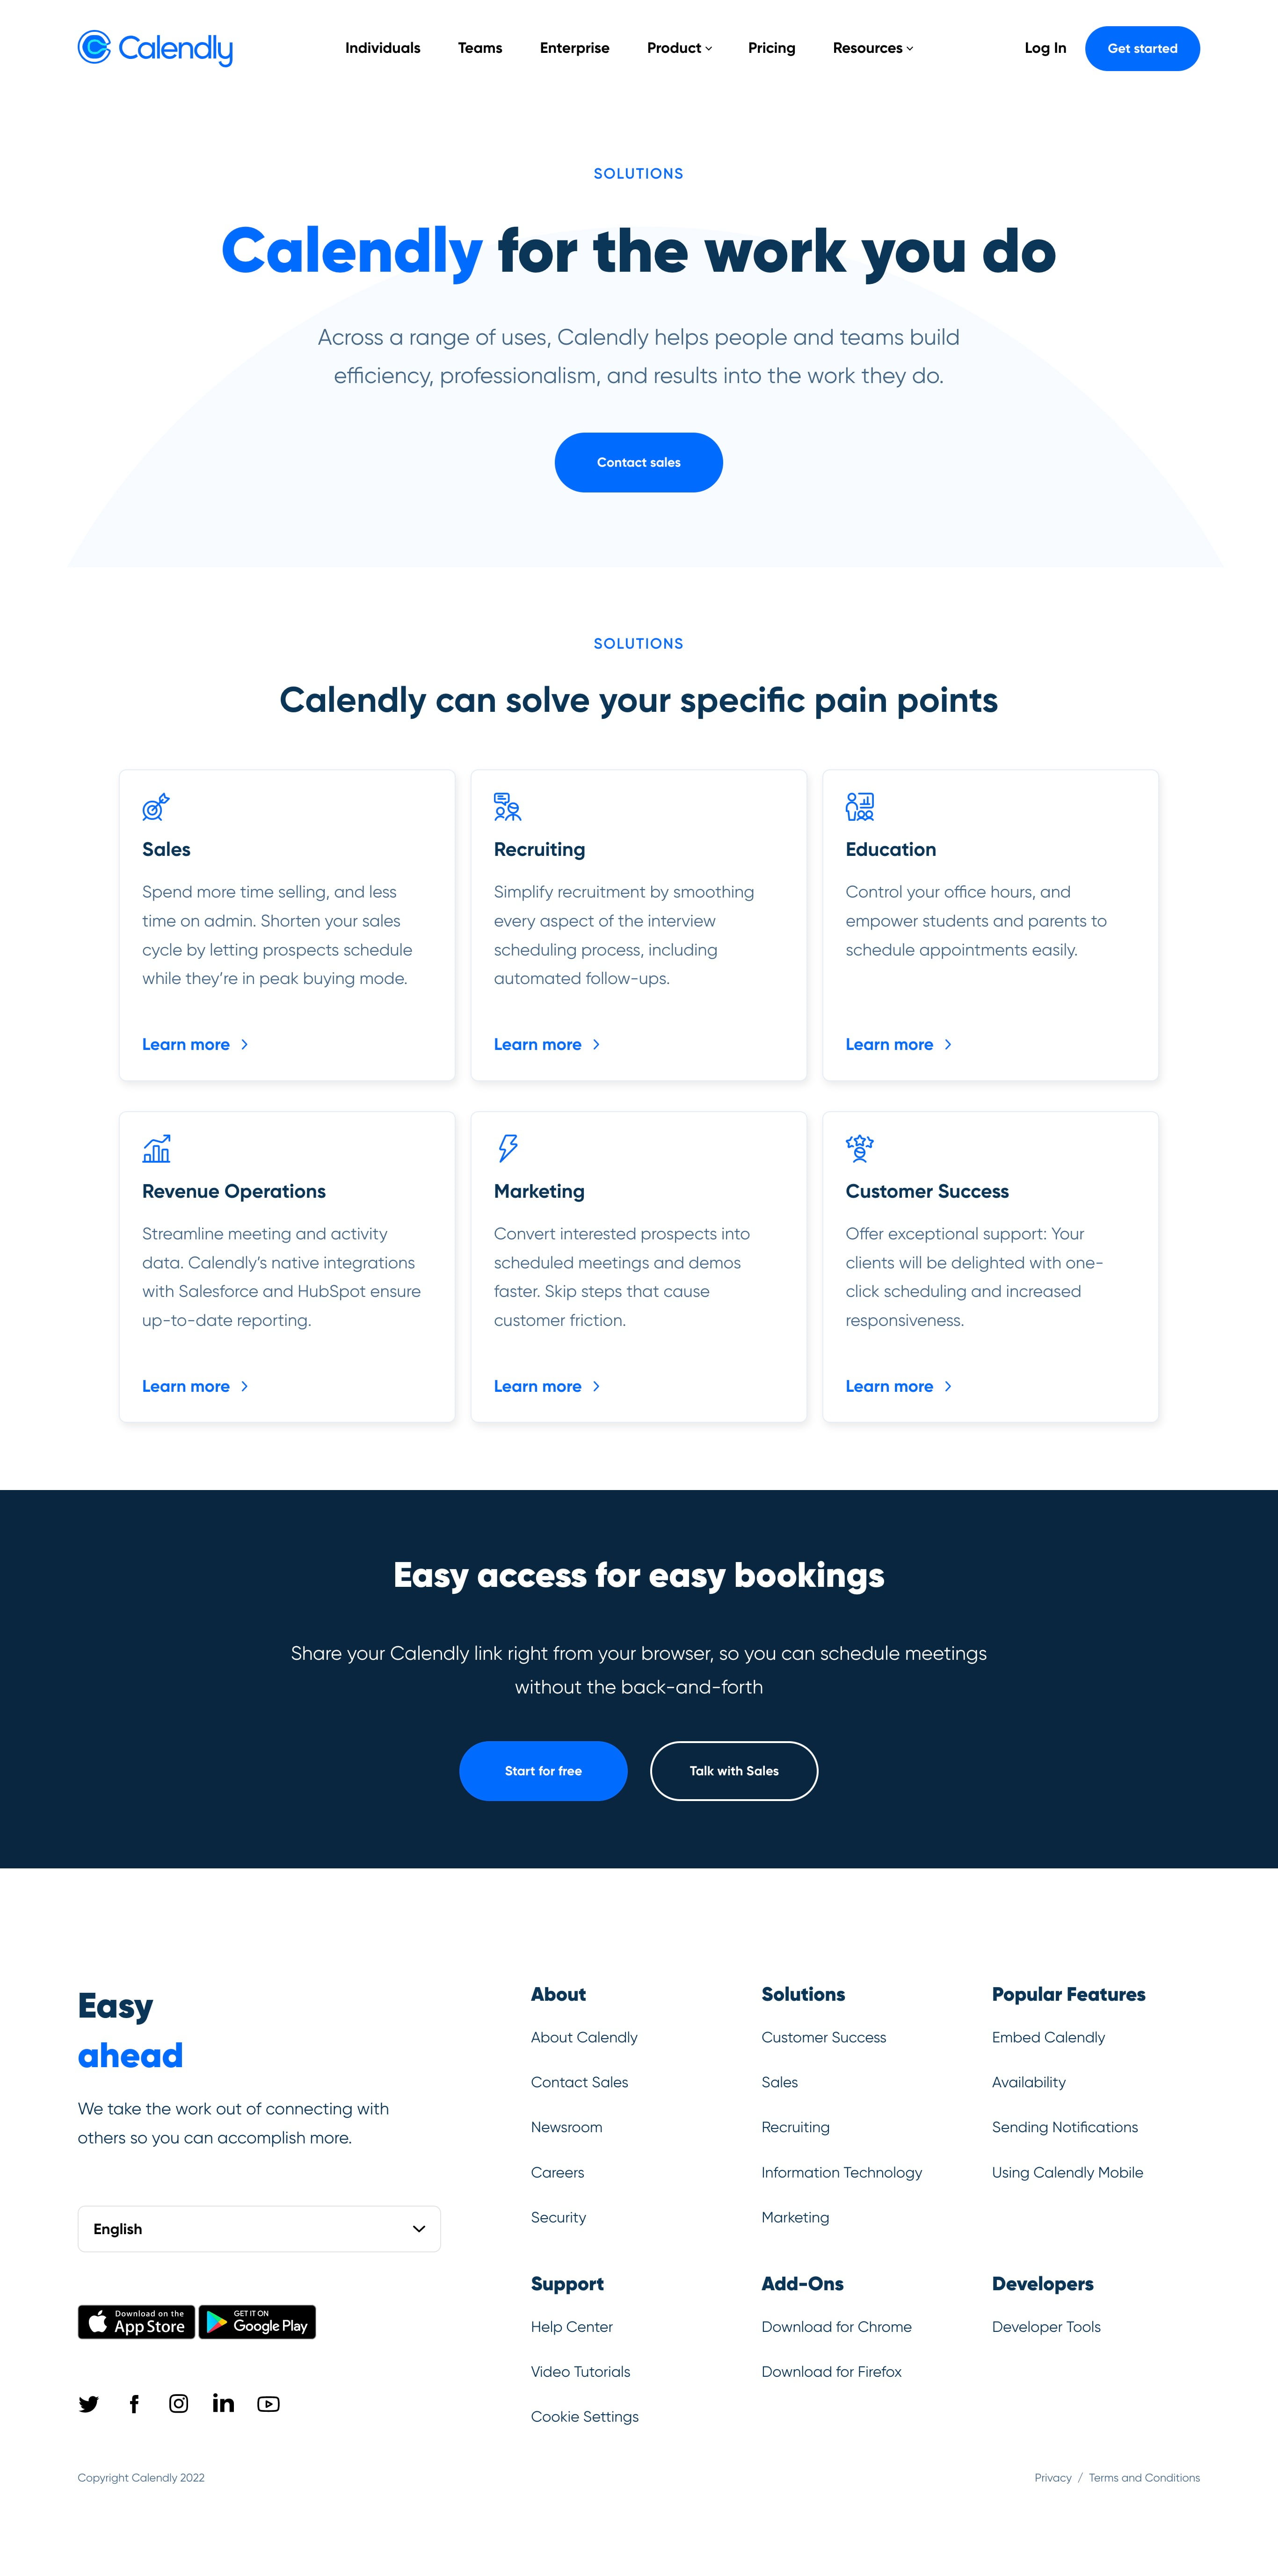 Calendly
Individuals
Teams
Enterprise
Product
Pricing
Resources
Log In
Get started
SOLUTIONS
Calendly for the work you do
Across a range of uses, Calendly helps people and teams build
efficiency, professionalism, and results into the work they do.
Contact sales
SOLUTIONS
Calendly can solve your specific pain points
Sales
Spend more time selling, and less
time on admin. Shorten your sales
cycle by letting prospects schedule
while they’re in peak buying mode.
Learn more
Recruiting
Simplify recruitment by smoothing
every aspect of the interview
scheduling process, including
automated follow-ups.
Learn more
Education
Control your office hours, and
empower students and parents to
schedule appointments easily.
Learn more
Revenue Operations
Streamline meeting and activity
data. Calendly’s native integrations
with Salesforce and HubSpot ensure
up-to-date reporting.
Learn more
Marketing
Convert interested prospects into
scheduled meetings and demos
faster. Skip steps that cause
customer friction.
Learn more
Customer Success
Offer exceptional support: Your
clients will be delighted with one-
click scheduling and increased
responsiveness.
Learn more
Easy access for easy bookings
Share your Calendly link right from your browser, so you can schedule meetings
without the back-and-forth
Start for free
Talk with Sales
Easy
ahead
We take the work out of connecting with
others so you can accomplish more.
English
Download on the
App Store
GET IT ON
Google Play
About
About Calendly
Contact Sales
Newsroom
Careers
Security
Solutions
Customer Success
Sales
Recruiting
Information Technology
Marketing
Popular Features
Embed Calendly
Availability
Sending Notifications
Using Calendly Mobile
Support
Help Center
Video Tutorials
Cookie Settings
Add-Ons
Download for Chrome
Download for Firefox
Developers
Developer Tools
Copyright Calendly 2022
Privacy / Terms and Conditions